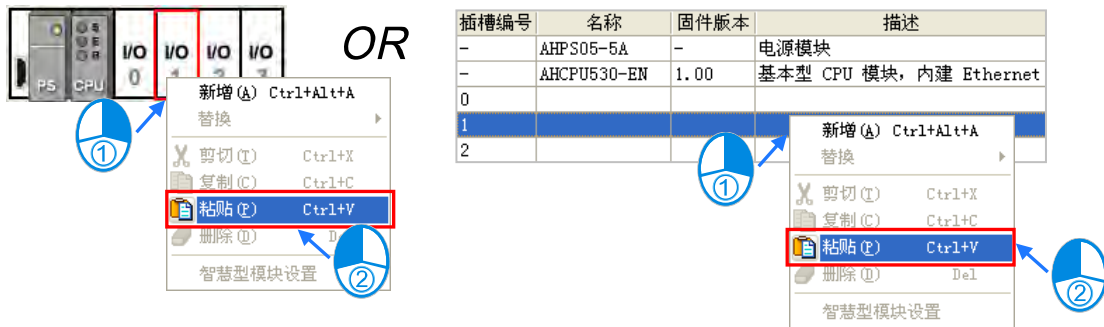 PS CPU I/O 0 I/O 1 I/O 2 I/O 3
新增(A) Ctrl+Alt+A
替换
剪切(T) Ctrl+X
复制(C) Ctrl+C
粘贴(P) Ctrl+V
删除(D)
智慧型模块设置
①
②
OR
插槽编号 名称 固件版本 描述
- AHPS05-5A - 电源模块
- AHCPU530-EN 1.00 基本型 CPU 模块，内建 Ethernet
0
1
2
新增(A) Ctrl+Alt+A
替换
剪切(T) Ctrl+X
复制(C) Ctrl+C
粘贴(P) Ctrl+V
删除(D) Del
智慧型模块设置
①
②